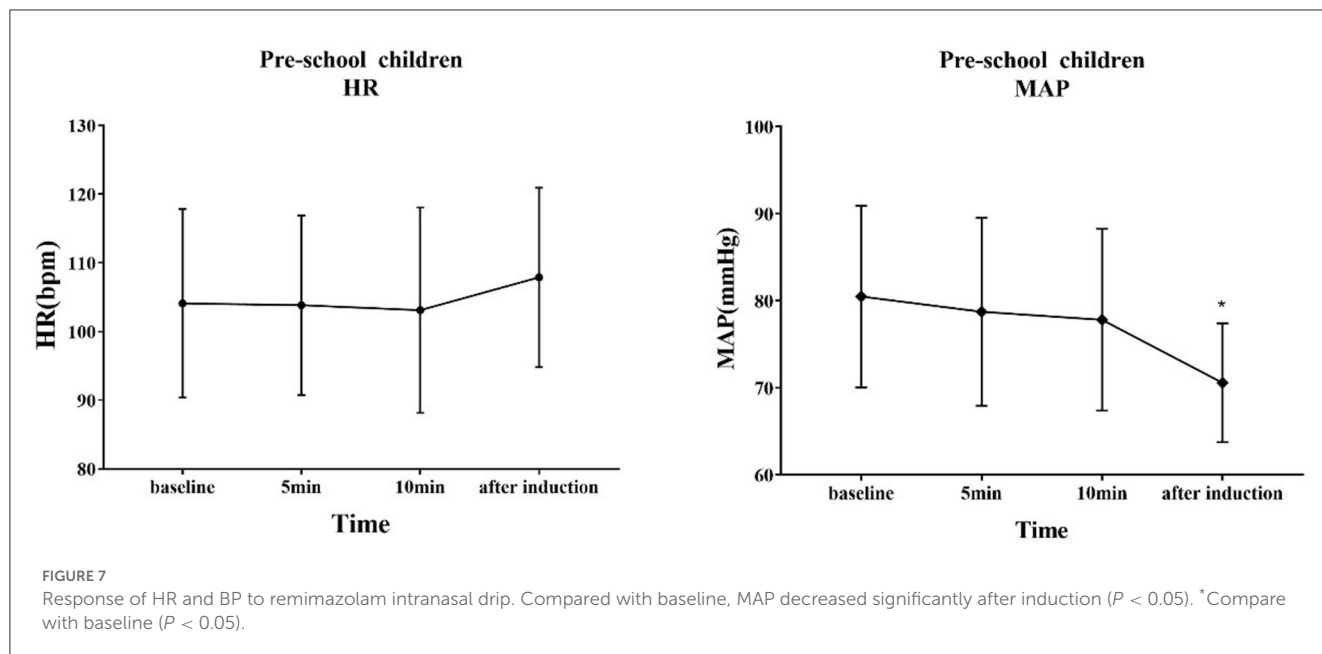 Pre-school children
HR
130
120
110
100
90
80
HR(bpm)
baseline 5min 10min after induction
Time
Pre-school children
MAP
100
90
80
70
60
MAP(mmHg)
*
baseline 5min 10min after induction
Time
FIGURE 7
Response of HR and BP to remimazolam intranasal drip. Compared with baseline, MAP decreased significantly after induction (P < 0.05). *Compare
with baseline (P < 0.05).